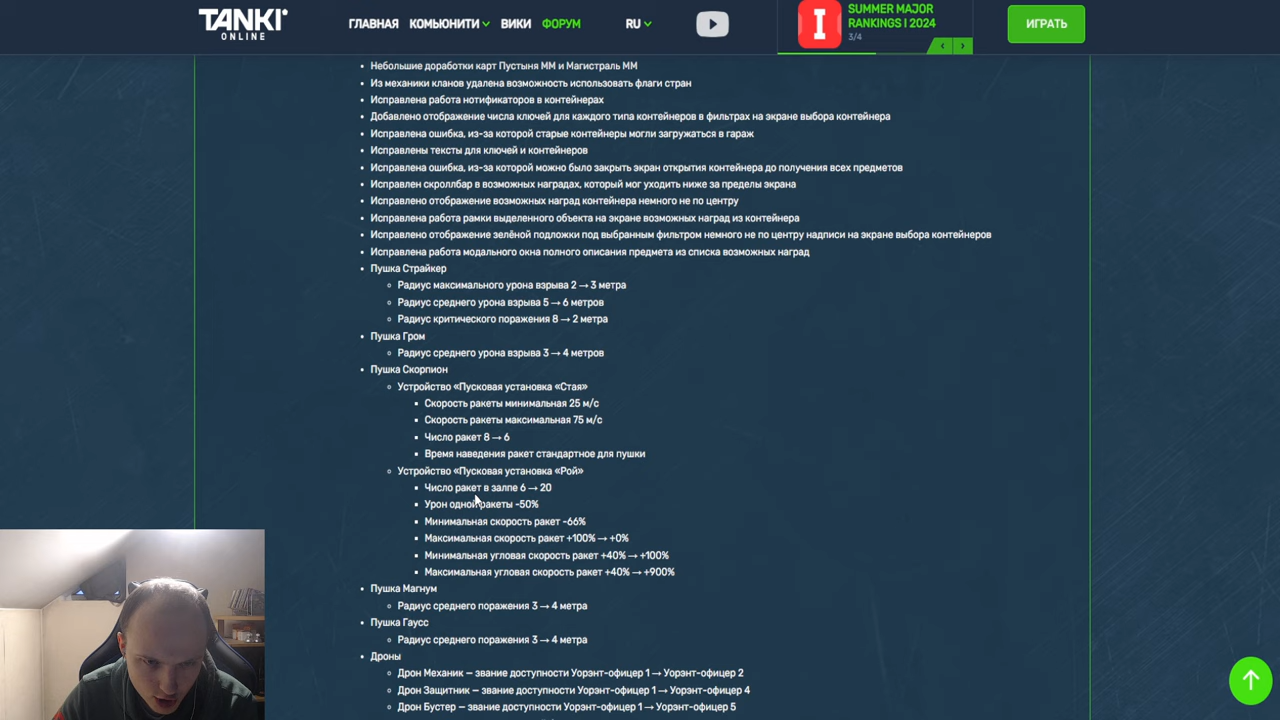 TANKI
ONLINE
ГЛАВНАЯ
КОМЬЮНИТИ
ВИКИ
ФОРУМ
RU
SUMMER MAJOR
RANKINGS I 2024
3/4
ИГРАТЬ
Небольшие доработки карт Пустыня ММ и Магистраль ММ
Из механики кланов удалена возможность использовать флаги стран
Исправлена работа нотификаторов в контейнерах
Добавлено отображение числа ключей для каждого типа контейнеров в фильтрах на экране выбора контейнера
Исправлена ошибка, из-за которой старые контейнеры могли загружаться в гараж
Исправлены тексты для ключей и контейнеров
Исправлена ошибка, из-за которой можно было закрыть экран открытия контейнера до получения всех предметов
Исправлен скроллбар в возможных наградах, который мог уходить ниже за пределы экрана
Исправлено отображение возможных наград контейнера немного не по центру
Исправлена работа рамки выделенного объекта на экране возможных наград из контейнера
Исправлено отображение зелёной подложки под выбранным фильтром немного не по центру надписи на экране выбора контейнеров
Исправлена работа модального окна полного описания предмета из списка возможных наград
Пушка Страйкер
Радиус максимального урона взрыва 2 → 3 метра
Радиус среднего урона взрыва 5 → 6 метров
Радиус критического поражения 8 → 2 метра
Пушка Гром
Радиус среднего урона взрыва 3 → 4 метров
Пушка Скорпион
Устройство «Пусковая установка «Стая»
Скорость ракеты минимальная 25 м/с
Скорость ракеты максимальная 75 м/с
Число ракет 8 → 6
Время наведения ракет стандартное для пушки
Устройство «Пусковая установка «Рой»
Число ракет в залпе 6 → 20
Урон одной ракеты -50%
Минимальная скорость ракет -66%
Максимальная скорость ракет +100% → +0%
Минимальная угловая скорость ракет +40% → +100%
Максимальная угловая скорость ракет +40% → +900%
Пушка Магнум
Радиус среднего поражения 3 → 4 метра
Пушка Гаусс
Радиус среднего поражения 3 → 4 метра
Дроны
Дрон Механик — звание доступности Уорэнт-офицер 1 → Уорэнт-офицер 2
Дрон Защитник — звание доступности Уорэнт-офицер 1 → Уорэнт-офицер 4
Дрон Бустер — звание доступности Уорэнт-офицер 1 → Уорэнт-офицер 5